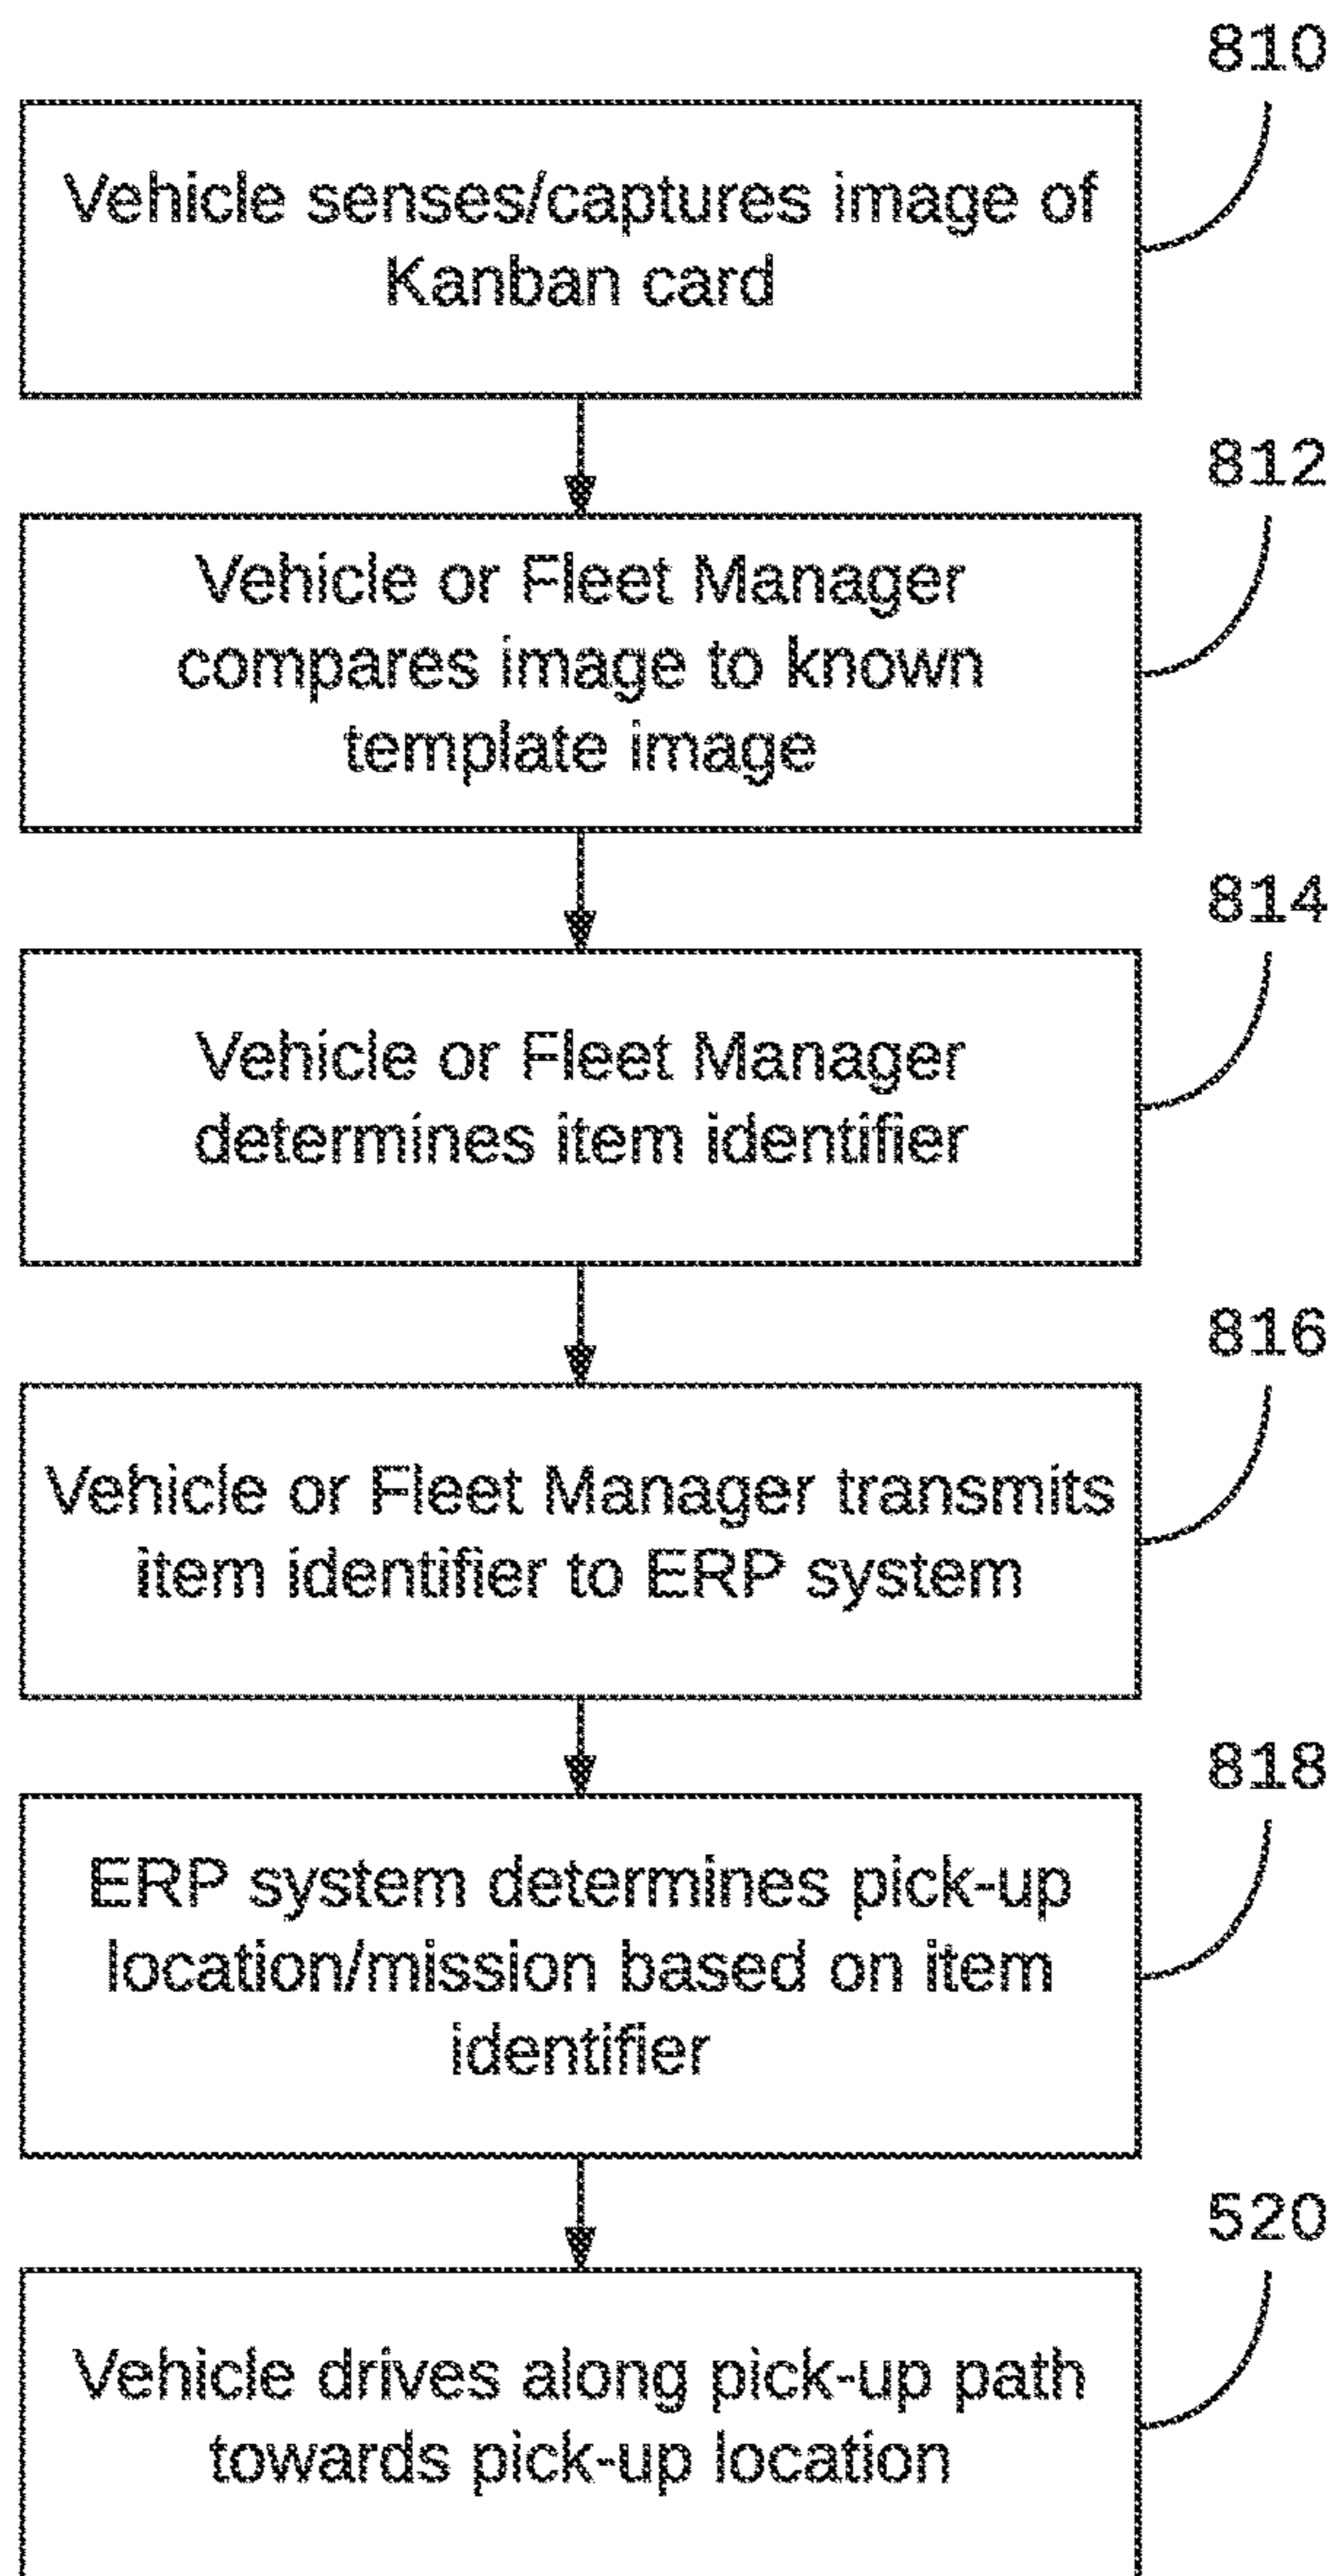 810
Vehicle senses/captures image of
Kanban card
812
Vehicle or Fleet Manager
compares image to known
template image
814
Vehicle or Fleet Manager
determines item identifier
816
Vehicle or Fleet Manager transmits
item identifier to ERP system
818
ERP system determines pick-up
location/mission based on item
identifier
520
Vehicle drives along pick-up path
towards pick-up location